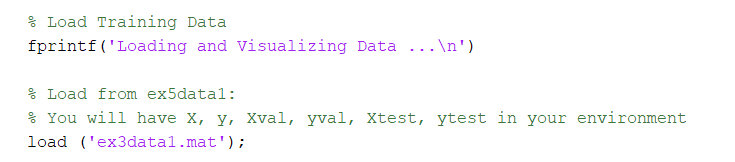 % Load Training Data
fprintf('Loading and Visualizing Data ...\n')
% Load from ex5data1:
% You will have X, y, Xval, yval, Xtest, ytest in your environment
load ('ex3data1.mat');